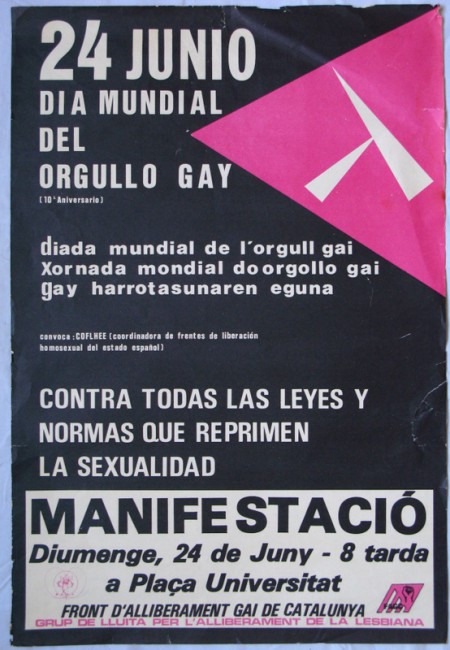 24 JUNIO
DIA MUNDIAL
DEL
ORGULLO GAY
(10º Aniversario)
diada mundial de l'orgull gai
Xornada mondial do orgollo gai
gay harrotasunaren eguna
convoca: COFLHEE (coordinadora de frentes de liberación
homosexual del estado español)
CONTRA TODAS LAS LEYES Y
NORMAS QUE REPRIMEN
LA SEXUALIDAD
MANIFESTACIÓ
Diumenge, 24 de Juny - 8 tarda
a Plaça Universitat
FRONT D'ALLIBERAMENT GAI DE CATALUNYA
GRUP DE LLUITA PER L'ALLIBERAMENT DE LA LESBIANA